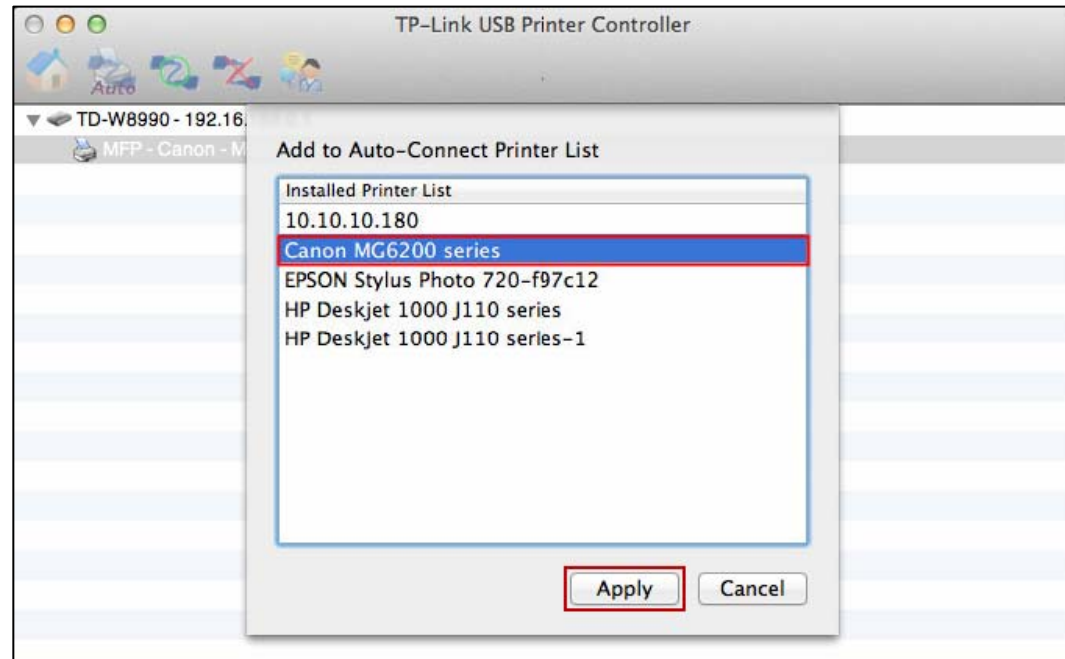 TP-Link USB Printer Controller
Auto
TD-W8990 - 192.16.
MFP - Canon - M
Add to Auto-Connect Printer List
Installed Printer List
10.10.10.180
Canon MG6200 series
EPSON Stylus Photo 720-f97c12
HP Deskjet 1000 J110 series
HP Deskjet 1000 J110 series-1
Apply Cancel